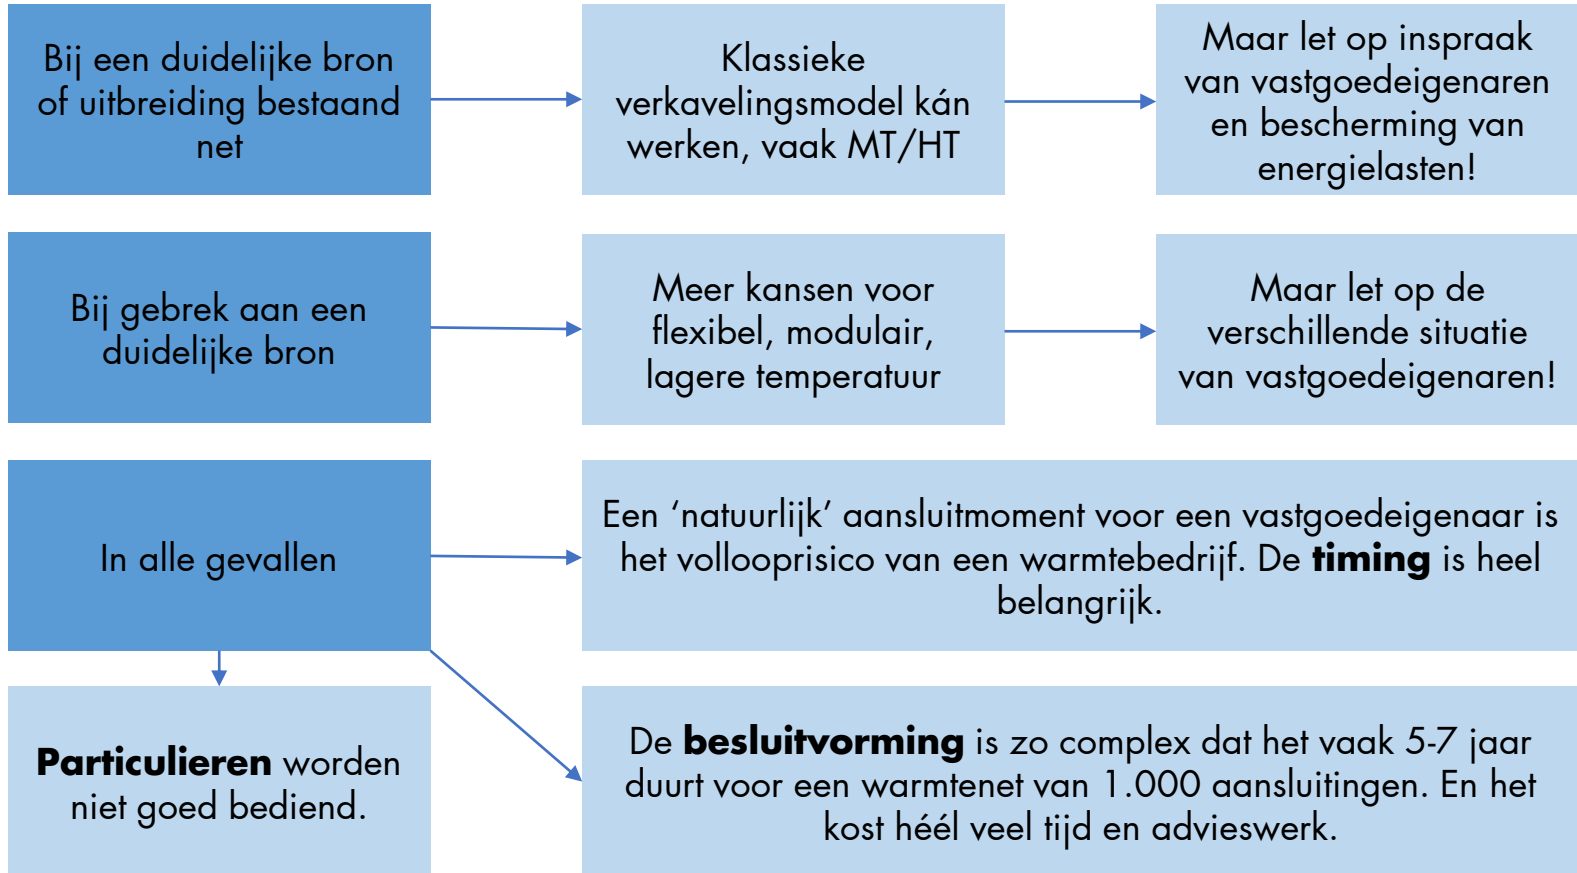 Bij een duidelijke bron
of uitbreiding bestaand
net
Klassieke
verkavelingsmodel kán
werken, vaak MT/HT
Maar let op inspraak
van vastgoedeigenaren
en bescherming van
energielasten!
Bij gebrek aan een
duidelijke bron
Meer kansen voor
flexibel, modulair,
lagere temperatuur
Maar let op de
verschillende situatie
van vastgoedeigenaren!
In alle gevallen
Een ‘natuurlijk’ aansluitmoment voor een vastgoedeigenaar is
het vollooprisico van een warmtebedrijf. De timing is heel
belangrijk.
Particulieren worden
niet goed bediend.
De besluitvorming is zo complex dat het vaak 5-7 jaar
duurt voor een warmtenet van 1.000 aansluitingen. En het
kost héél veel tijd en advieswerk.